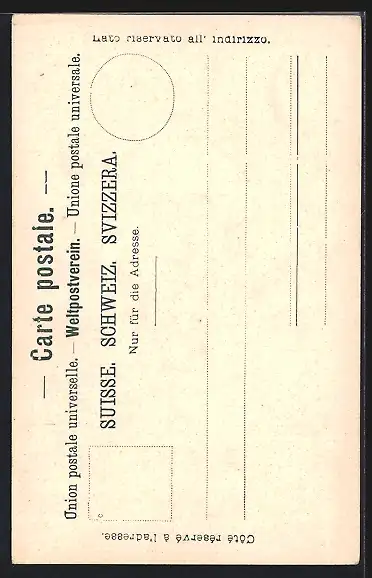 — Carte postale. —
Union postale universelle. — Weltpostverein. — Unione postale universale.
SUISSE. SCHWEIZ. SVIZZERA.
Nur für die Adresse.
Côté réservé à l'adresse.
Lato riservato all' indirizzo.